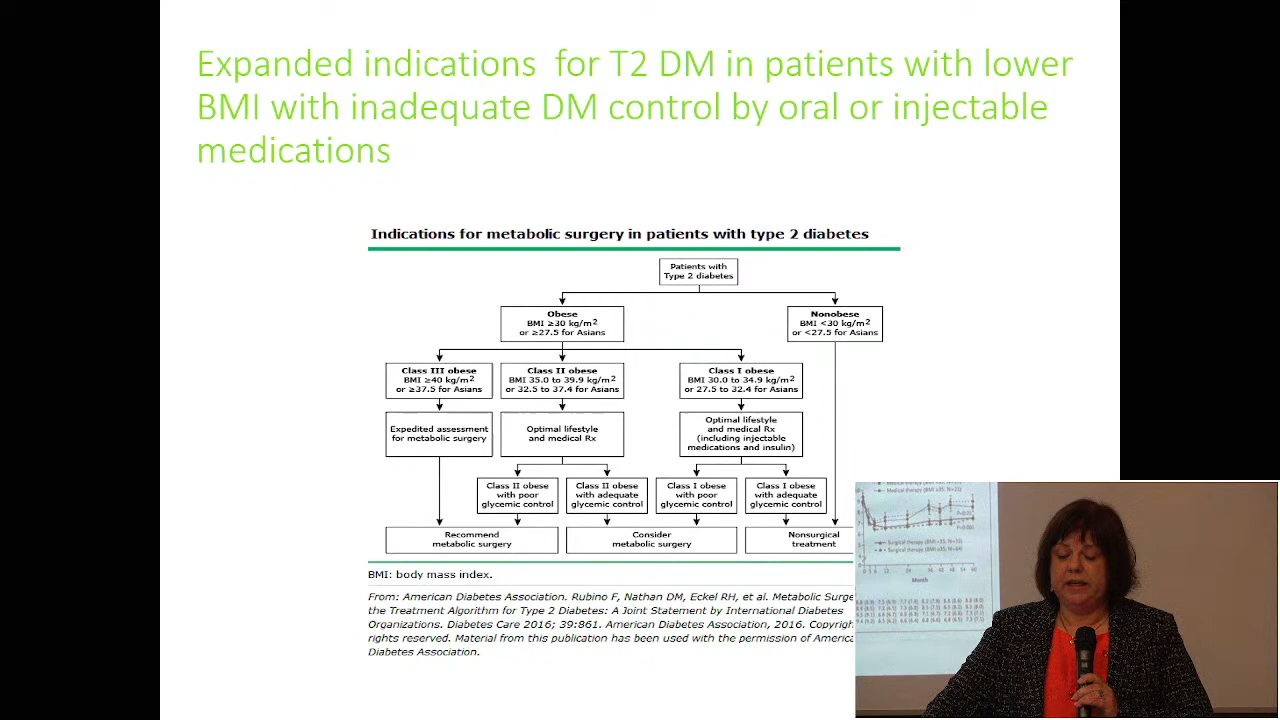 Expanded indications for T2 DM in patients with lower
BMI with inadequate DM control by oral or injectable
medications
Indications for metabolic surgery in patients with type 2 diabetes
Patients with
Type 2 diabetes
Obese
BMI ≥30 kg/m²
or ≥27.5 for Asians
Nonobese
BMI <30 kg/m²
or <27.5 for Asians
Class III obese
BMI ≥40 kg/m²
or ≥37.5 for Asians
Class II obese
BMI 35.0 to 39.9 kg/m²
or 32.5 to 37.4 for Asians
Class I obese
BMI 30.0 to 34.9 kg/m²
or 27.5 to 32.4 for Asians
Expedited assessment
for metabolic surgery
Optimal lifestyle
and medical Rx
Optimal lifestyle
and medical Rx
(including injectable
medications and insulin)
Class II obese
with poor
glycemic control
Class II obese
with adequate
glycemic control
Class I obese
with poor
glycemic control
Class I obese
with adequate
glycemic control
Recommend
metabolic surgery
Consider
metabolic surgery
Nonsurgical
treatment
BMI: body mass index.
From: American Diabetes Association. Rubino F, Nathan DM, Eckel RH, et al. Metabolic Surge
the Treatment Algorithm for Type 2 Diabetes: A Joint Statement by International Diabetes
Organizations. Diabetes Care 2016; 39:861. American Diabetes Association, 2016. Copyrigh
rights reserved. Material from this publication has been used with the permission of America
Diabetes Association.
Medical therapy
Surgical therapy
Surgical therapy
Month